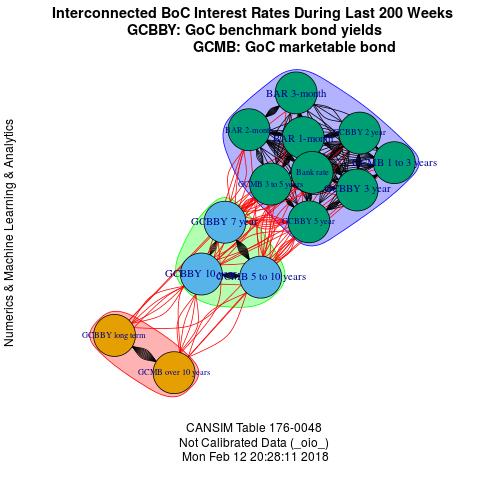 Interconnected BoC Interest Rates During Last 200 Weeks
GCBBY: GoC benchmark bond yields
GCMB: GoC marketable bond
Numerics & Machine Learning & Analytics
BAR 3-month
BAR 2-month
GCBBY 2 year
BAR 1-month
GCMB 1 to 3 years
Bank rate
GCMB 3 to 5 years
GCBBY 3 year
GCBBY 5 year
GCBBY 7 year
GCBBY 10 year
GCMB 5 to 10 years
GCBBY long term
GCMB over 10 years
CANSIM Table 176-0048
Not Calibrated Data (_oio_)
Mon Feb 12 20:28:11 2018